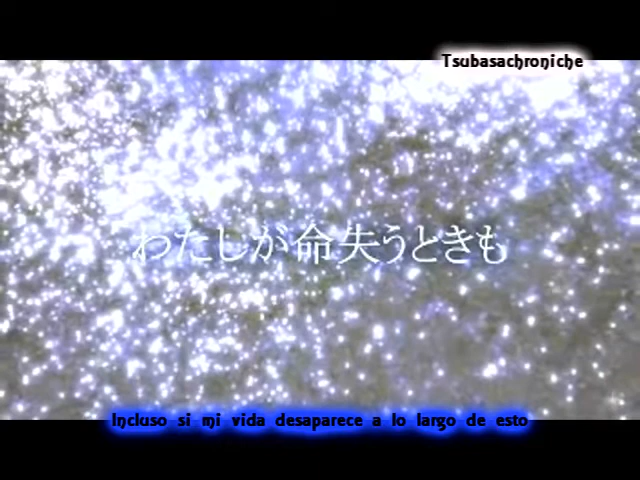 Tsubasachroniche
わたしが命失うときも
Incluso si mi vida desaparece a lo largo de esto